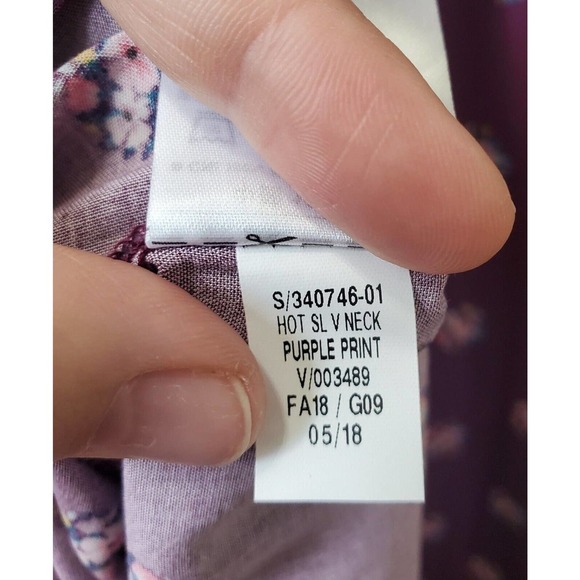 S/340746-01
HOT SL V NECK
PURPLE PRINT
V/003489
FA18 / G09
05/18